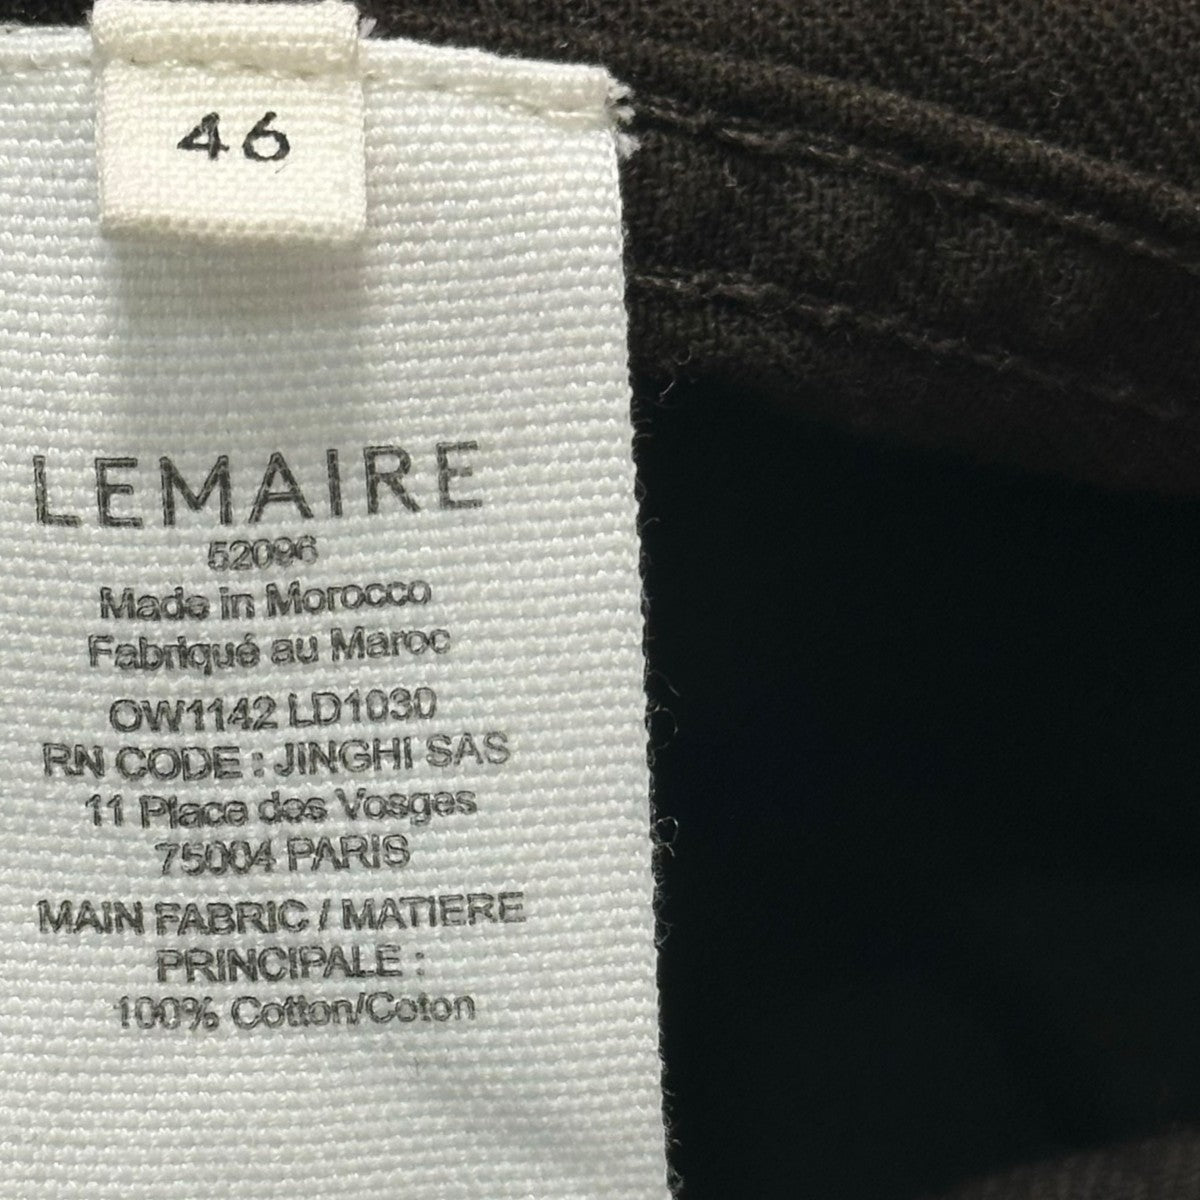 46
LEMAIRE
52096
Made in Morocco
Fabriqué au Maroc
OW1142 LD1030
RN CODE : JINGHI SAS
11 Place des Vosges
75004 PARIS
MAIN FABRIC / MATIERE
PRINCIPALE :
100% Cotton/Coton